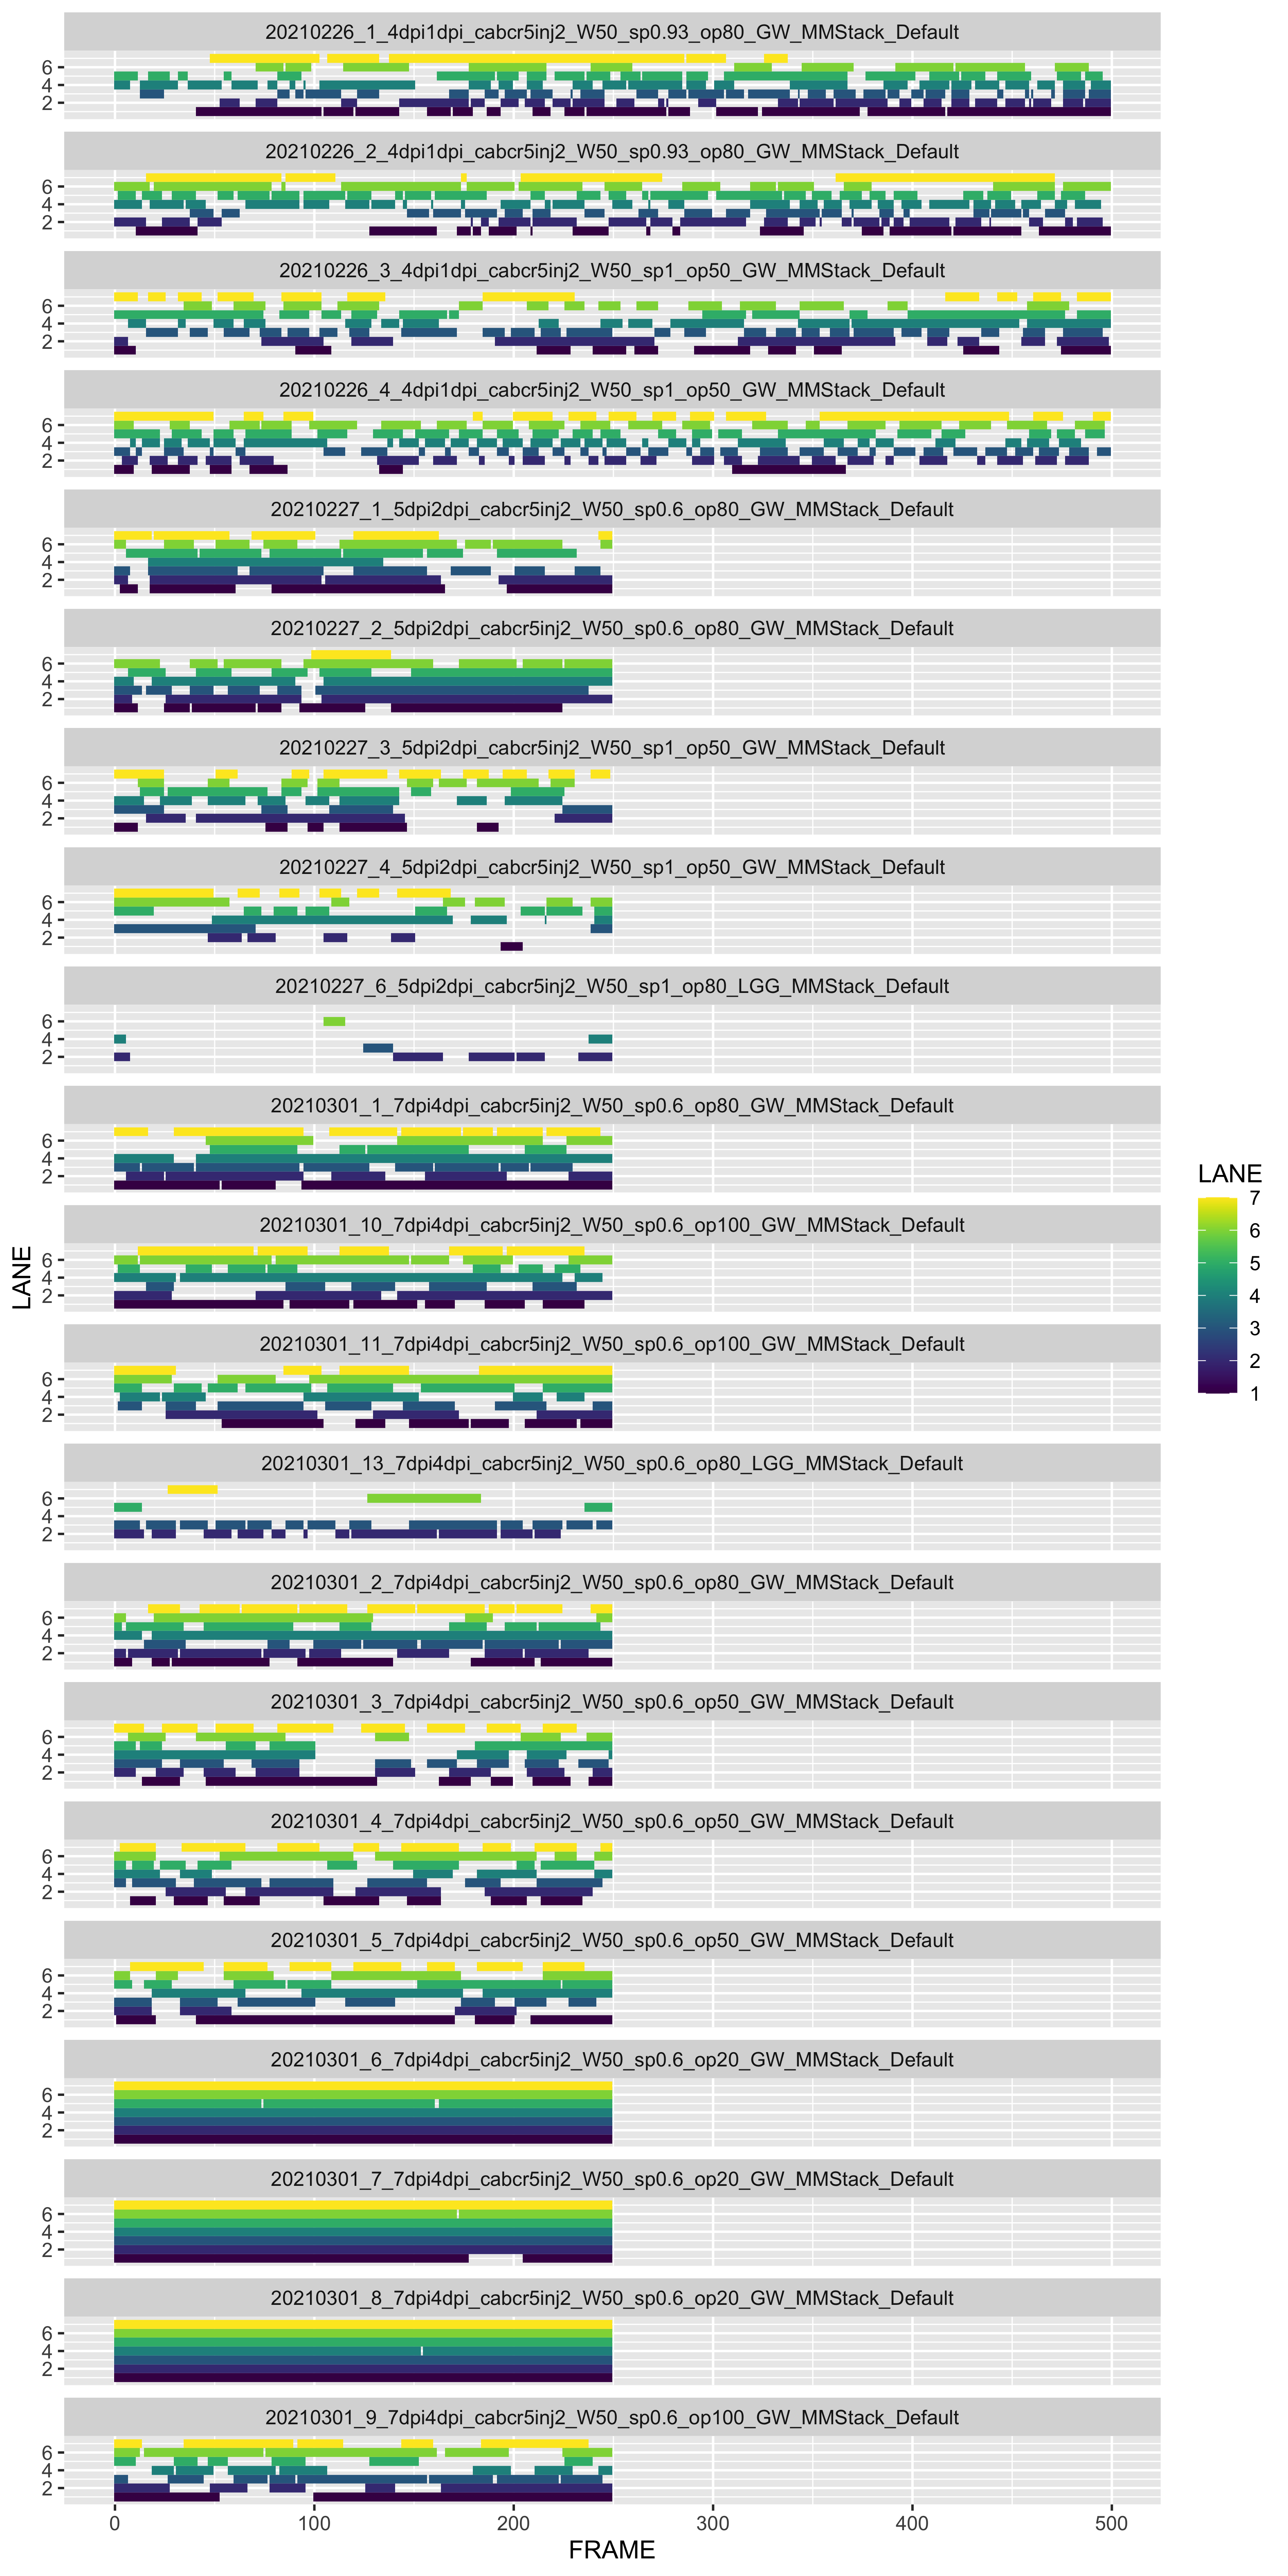 20210226_1_4dpi1dpi_cabcr5inj2_W50_sp0.93_op80_GW_MMStack_Default
6
4
2
20210226_2_4dpi1dpi_cabcr5inj2_W50_sp0.93_op80_GW_MMStack_Default
6
4
2
20210226_3_4dpi1dpi_cabcr5inj2_W50_sp1_op50_GW_MMStack_Default
6
4
2
20210226_4_4dpi1dpi_cabcr5inj2_W50_sp1_op50_GW_MMStack_Default
6
4
2
20210227_1_5dpi2dpi_cabcr5inj2_W50_sp0.6_op80_GW_MMStack_Default
6
4
2
20210227_2_5dpi2dpi_cabcr5inj2_W50_sp0.6_op80_GW_MMStack_Default
6
4
2
20210227_3_5dpi2dpi_cabcr5inj2_W50_sp1_op50_GW_MMStack_Default
6
4
2
20210227_4_5dpi2dpi_cabcr5inj2_W50_sp1_op50_GW_MMStack_Default
6
4
2
20210227_6_5dpi2dpi_cabcr5inj2_W50_sp1_op80_LGG_MMStack_Default
6
4
2
20210301_1_7dpi4dpi_cabcr5inj2_W50_sp0.6_op80_GW_MMStack_Default
6
4
2
20210301_10_7dpi4dpi_cabcr5inj2_W50_sp0.6_op100_GW_MMStack_Default
6
4
2
20210301_11_7dpi4dpi_cabcr5inj2_W50_sp0.6_op100_GW_MMStack_Default
6
4
2
20210301_13_7dpi4dpi_cabcr5inj2_W50_sp0.6_op80_LGG_MMStack_Default
6
4
2
20210301_2_7dpi4dpi_cabcr5inj2_W50_sp0.6_op80_GW_MMStack_Default
6
4
2
20210301_3_7dpi4dpi_cabcr5inj2_W50_sp0.6_op50_GW_MMStack_Default
6
4
2
20210301_4_7dpi4dpi_cabcr5inj2_W50_sp0.6_op50_GW_MMStack_Default
6
4
2
20210301_5_7dpi4dpi_cabcr5inj2_W50_sp0.6_op50_GW_MMStack_Default
6
4
2
20210301_6_7dpi4dpi_cabcr5inj2_W50_sp0.6_op20_GW_MMStack_Default
6
4
2
20210301_7_7dpi4dpi_cabcr5inj2_W50_sp0.6_op20_GW_MMStack_Default
6
4
2
20210301_8_7dpi4dpi_cabcr5inj2_W50_sp0.6_op20_GW_MMStack_Default
6
4
2
20210301_9_7dpi4dpi_cabcr5inj2_W50_sp0.6_op100_GW_MMStack_Default
6
4
2
0 100 200 300 400 500
FRAME
LANE
LANE
7
6
5
4
3
2
1